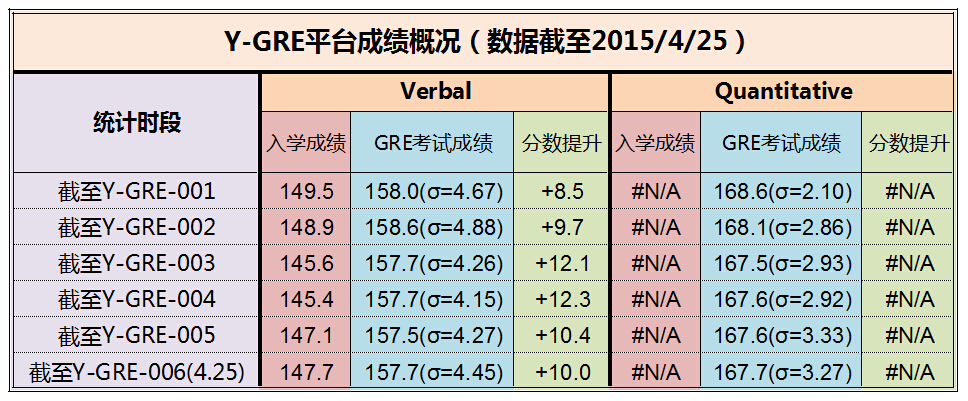 Y-GRE平台成绩概况（数据截至2015/4/25）
统计时段 Verbal Quantitative
入学成绩 GRE考试成绩 分数提升 入学成绩 GRE考试成绩 分数提升
截至Y-GRE-001 149.5 158.0(σ=4.67) +8.5 #N/A 168.6(σ=2.10) #N/A
截至Y-GRE-002 148.9 158.6(σ=4.88) +9.7 #N/A 168.1(σ=2.86) #N/A
截至Y-GRE-003 145.6 157.7(σ=4.26) +12.1 #N/A 167.5(σ=2.93) #N/A
截至Y-GRE-004 145.4 157.7(σ=4.15) +12.3 #N/A 167.6(σ=2.92) #N/A
截至Y-GRE-005 147.1 157.5(σ=4.27) +10.4 #N/A 167.6(σ=3.33) #N/A
截至Y-GRE-006(4.25) 147.7 157.7(σ=4.45) +10.0 #N/A 167.7(σ=3.27) #N/A